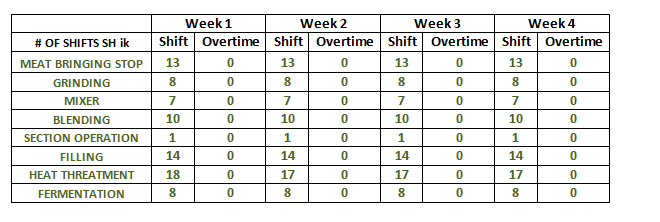 Week 1 Week 2 Week 3 Week 4
# OF SHIFTS SH ik Shift Overtime Shift Overtime Shift Overtime Shift Overtime
MEAT BRINGING STOP 13 0 13 0 13 0 13 0
GRINDING 8 0 8 0 8 0 8 0
MIXER 7 0 7 0 7 0 7 0
BLENDING 10 0 10 0 10 0 10 0
SECTION OPERATION 1 0 1 0 1 0 1 0
FILLING 14 0 14 0 14 0 14 0
HEAT THREATMENT 18 0 17 0 17 0 17 0
FERMENTATION 8 0 8 0 8 0 8 0